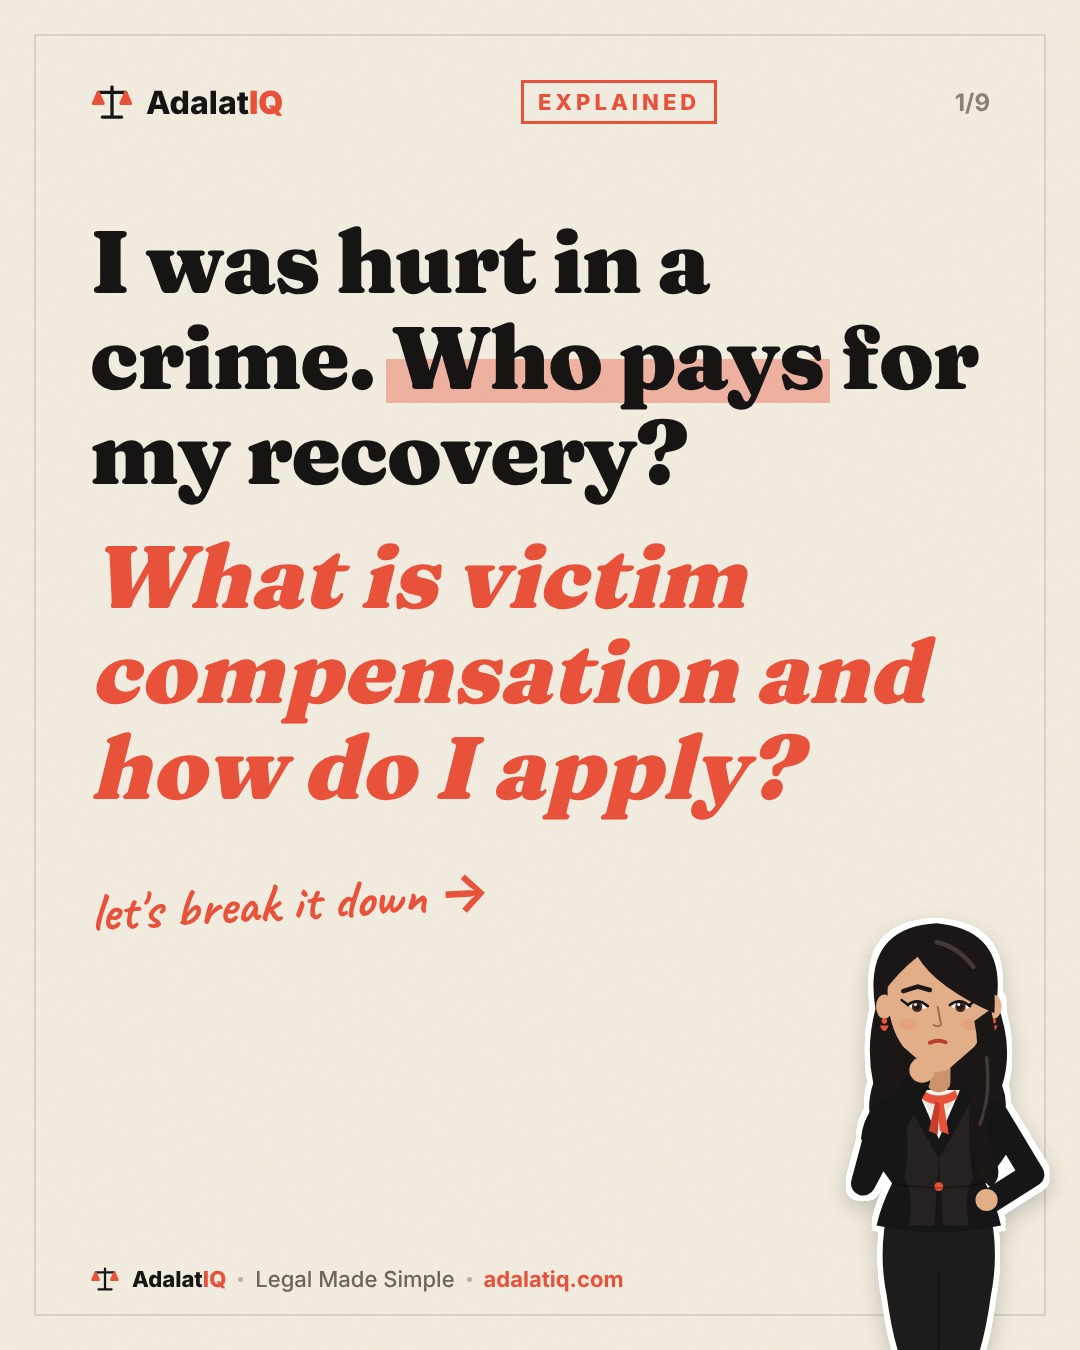 AdalatIQ
EXPLAINED
1/9
I was hurt in a
crime. Who pays for
my recovery?
What is victim
compensation and
how do I apply?
let's break it down →
AdalatIQ • Legal Made Simple • adalatiq.com